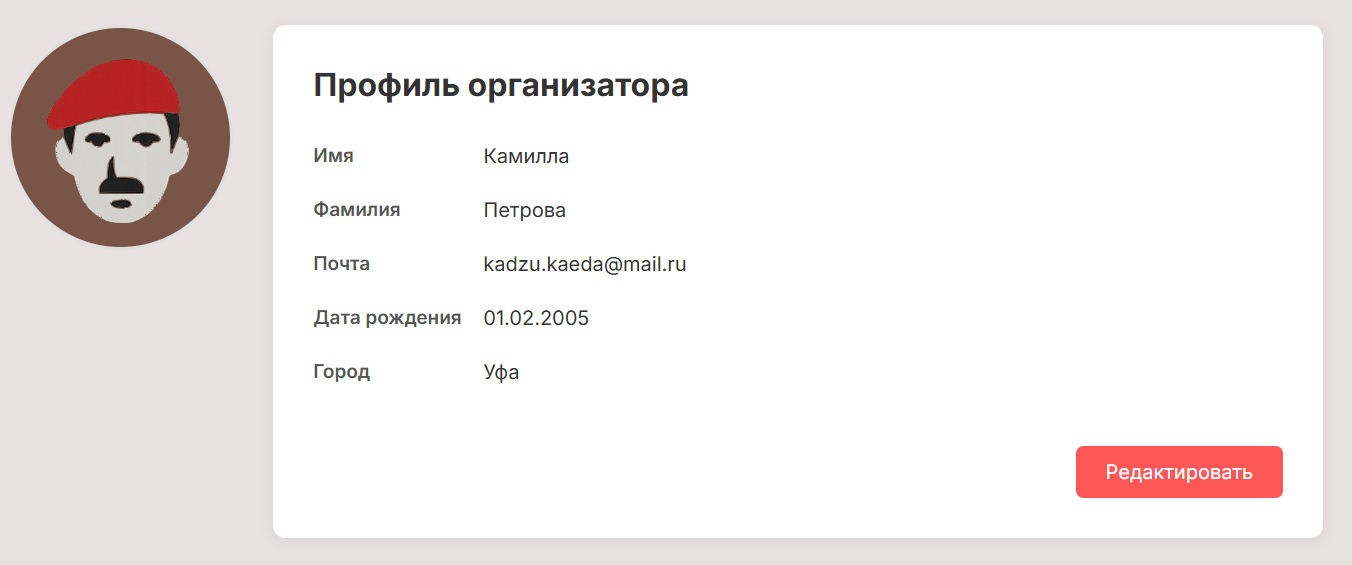 Профиль организатора
Имя Камилла
Фамилия Петрова
Почта kadzu.kaeda@mail.ru
Дата рождения 01.02.2005
Город Уфа
Редактировать